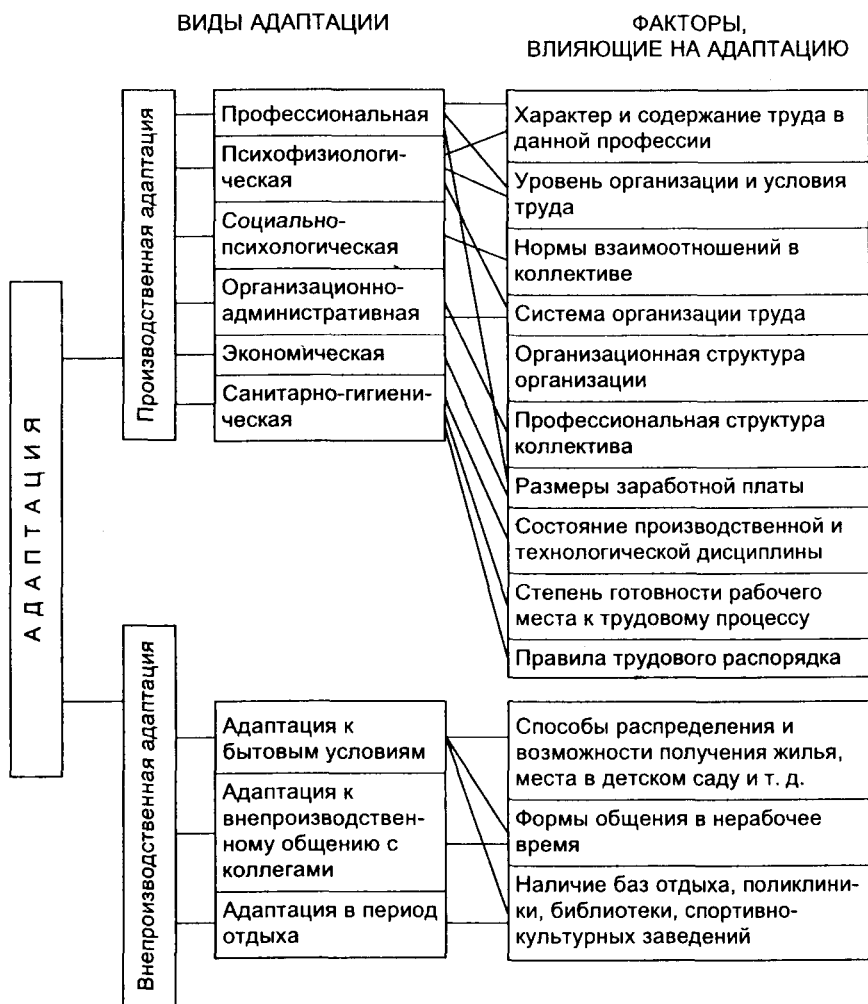 ВИДЫ АДАПТАЦИИ
ФАКТОРЫ,
ВЛИЯЮЩИЕ НА АДАПТАЦИЮ
АДАПТАЦИЯ
Производственная адаптация
Профессиональная
Психофизиологи-
ческая
Социально-
психологическая
Организационно-
административная
Экономическая
Санитарно-гигиени-
ческая
Характер и содержание труда в
данной профессии
Уровень организации и условия
труда
Нормы взаимоотношений в
коллективе
Система организации труда
Организационная структура
организации
Профессиональная структура
коллектива
Размеры заработной платы
Состояние производственной и
технологической дисциплины
Степень готовности рабочего
места к трудовому процессу
Правила трудового распорядка
Внепроизводственная адаптация
Адаптация к
бытовым условиям
Адаптация к
внепроизводствен-
ному общению с
коллегами
Адаптация в период
отдыха
Способы распределения и
возможности получения жилья,
места в детском саду и т. д.
Формы общения в нерабочее
время
Наличие баз отдыха, поликлини-
ки, библиотеки, спортивно-
культурных заведений